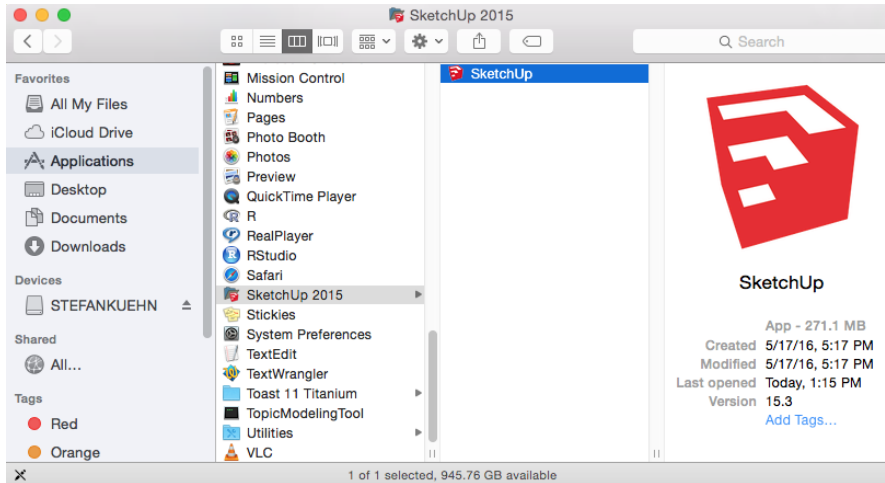 SketchUp 2015
Search
Favorites
All My Files
iCloud Drive
Applications
Desktop
Documents
Downloads
Devices
STEFANKUEHN
Shared
All...
Tags
Red
Orange
Mission Control
Numbers
Pages
Photo Booth
Photos
Preview
QuickTime Player
R
RealPlayer
RStudio
Safari
SketchUp 2015
Stickies
System Preferences
TextEdit
TextWrangler
Toast 11 Titanium
TopicModelingTool
Utilities
VLC
SketchUp
SketchUp
App - 271.1 MB
Created 5/17/16, 5:17 PM
Modified 5/17/16, 5:17 PM
Last opened Today, 1:15 PM
Version 15.3
Add Tags...
1 of 1 selected, 945.76 GB available